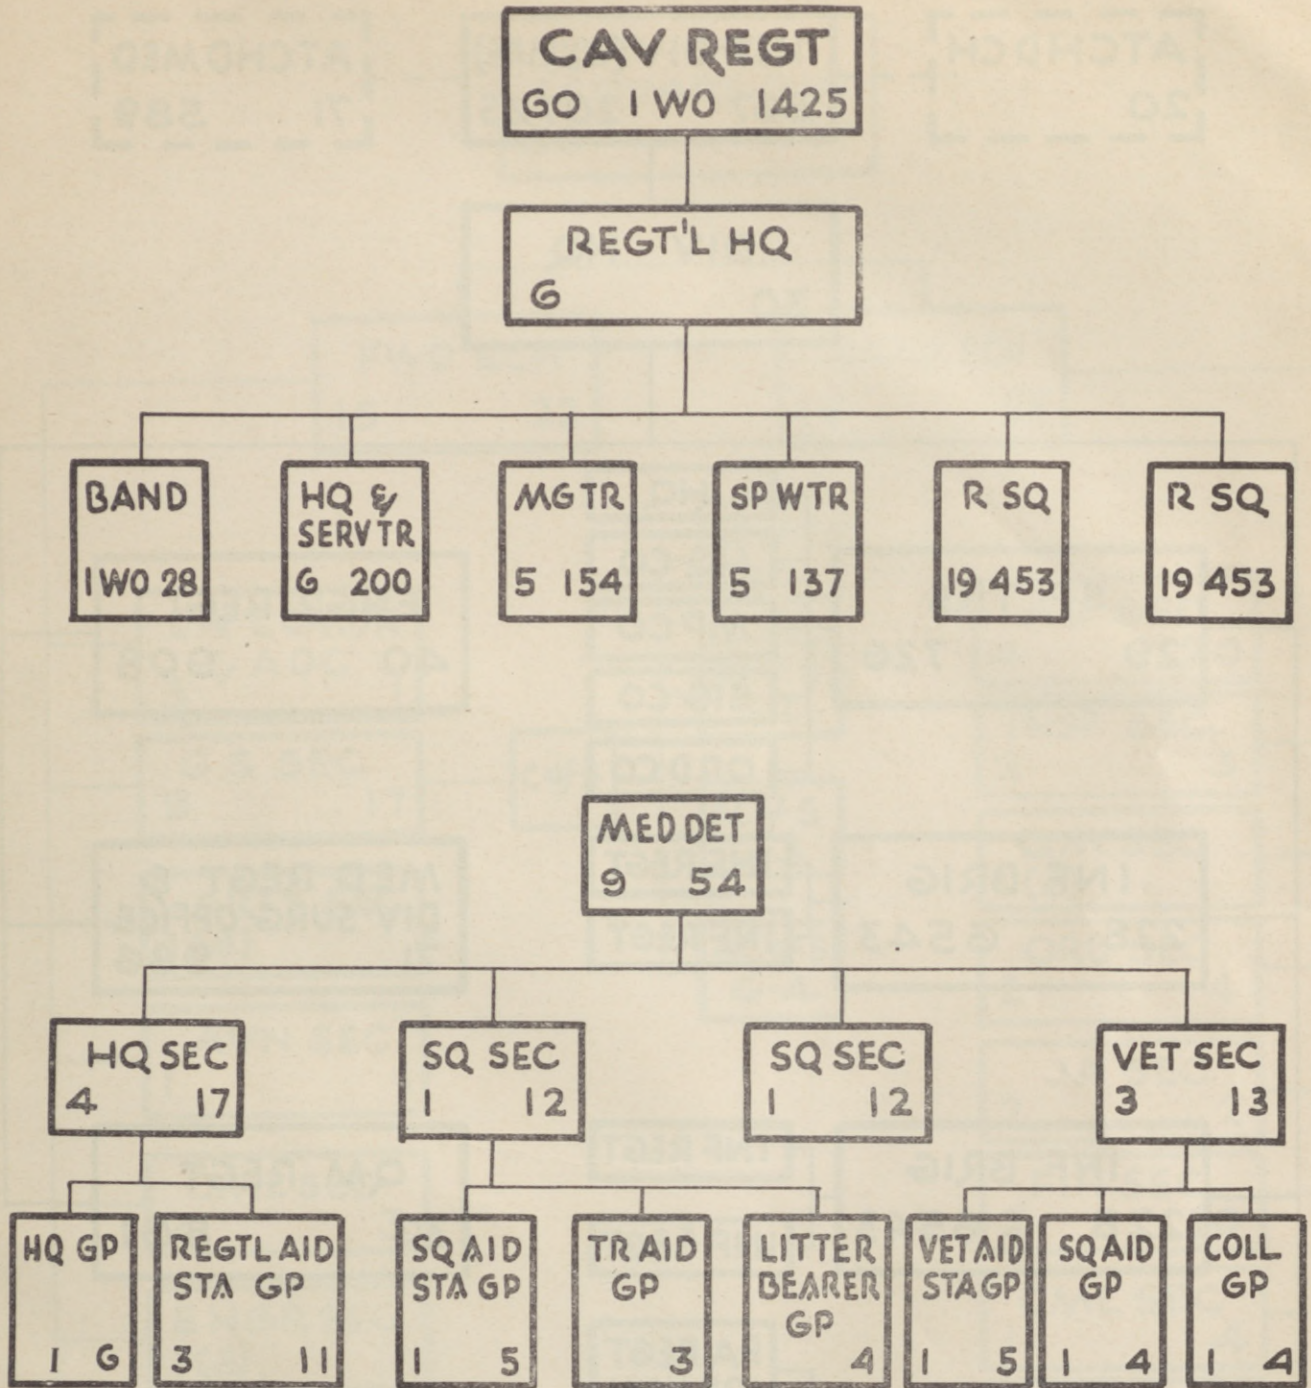 CAV REGT
60 1 WO 1425
REGT'L HQ
6
BAND
1 WO 28
HQ &
SERV TR
6 200
MG TR
5 154
SP W TR
5 137
R SQ
19 453
R SQ
19 453
MED DET
9 54
HQ SEC
4 17
SQ SEC
1 12
SQ SEC
1 12
VET SEC
3 13
HQ GP
1 6
REGTL AID
STA GP
3 11
SQ AID
STA GP
1 5
TR AID
GP
3
LITTER
BEARER
GP
4
VET AID
STA GP
1 5
SQ AID
GP
1 4
COLL
GP
1 4